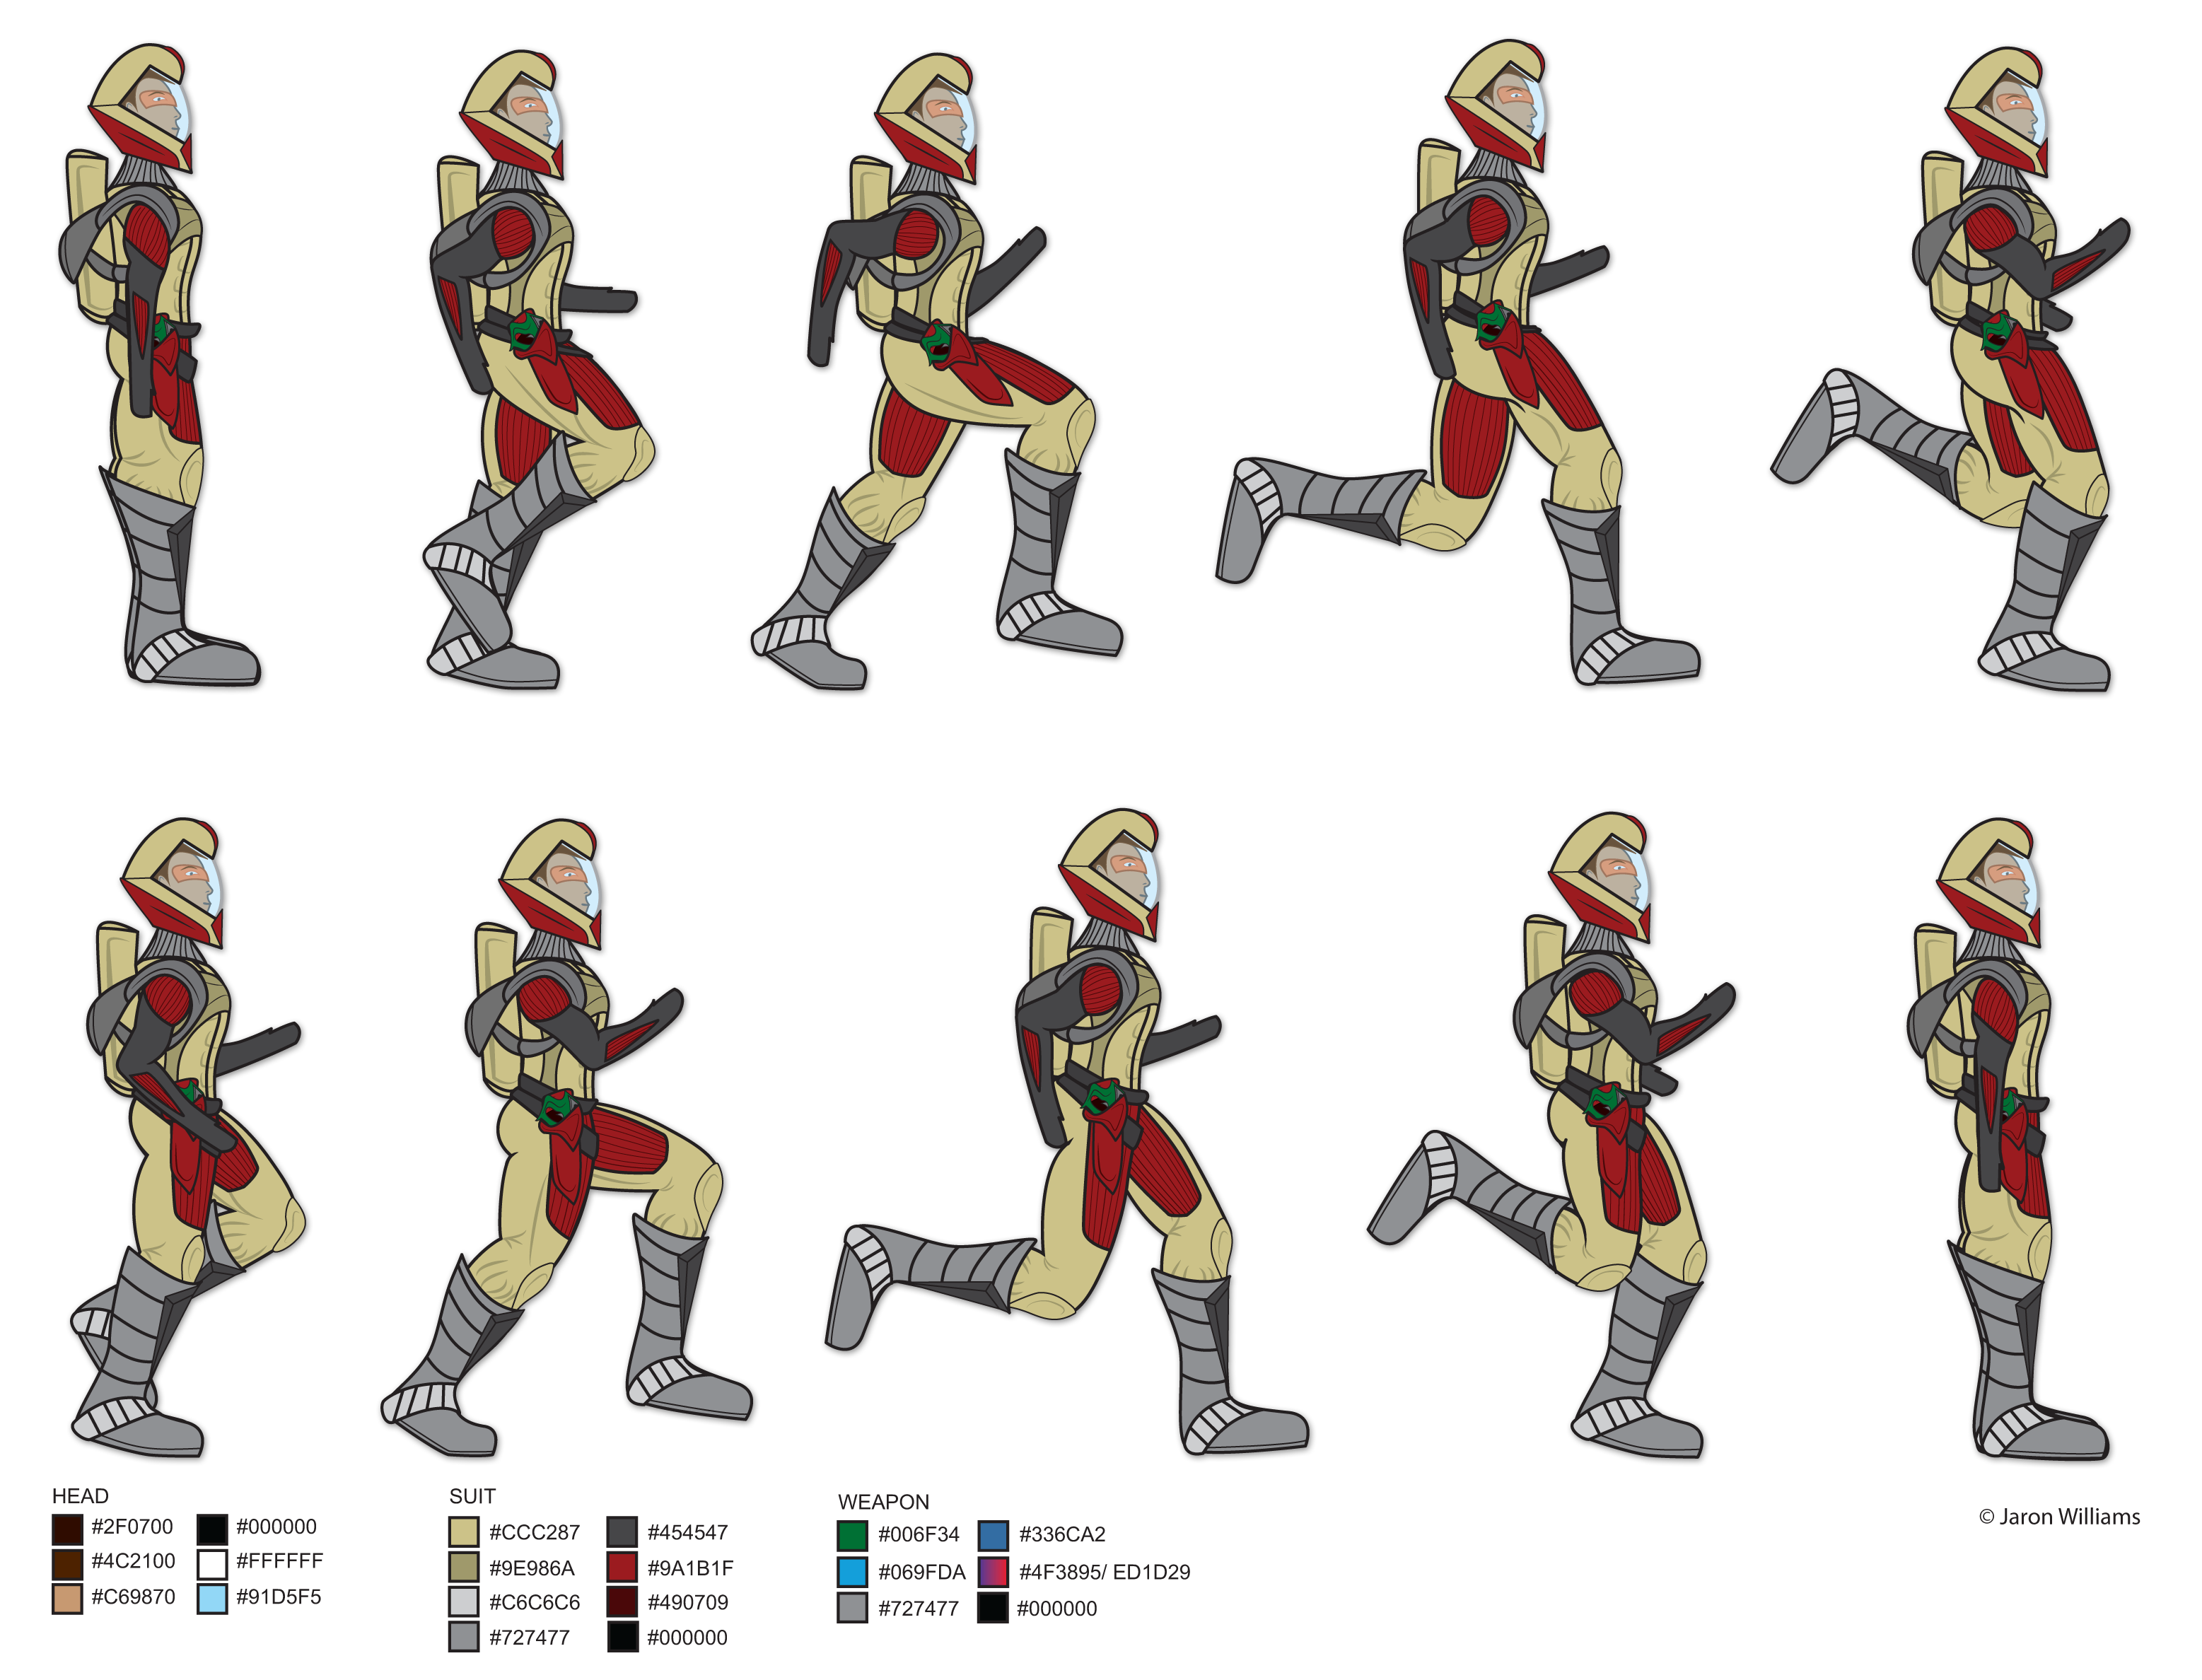 HEAD
#2F0700 #000000
#4C2100 #FFFFFF
#C69870 #91D5F5
SUIT
#CCC287 #454547
#9E986A #9A1B1F
#C6C6C6 #490709
#727477 #000000
WEAPON
#006F34 #336CA2
#069FDA #4F3895/ ED1D29
#727477 #000000
© Jaron Williams